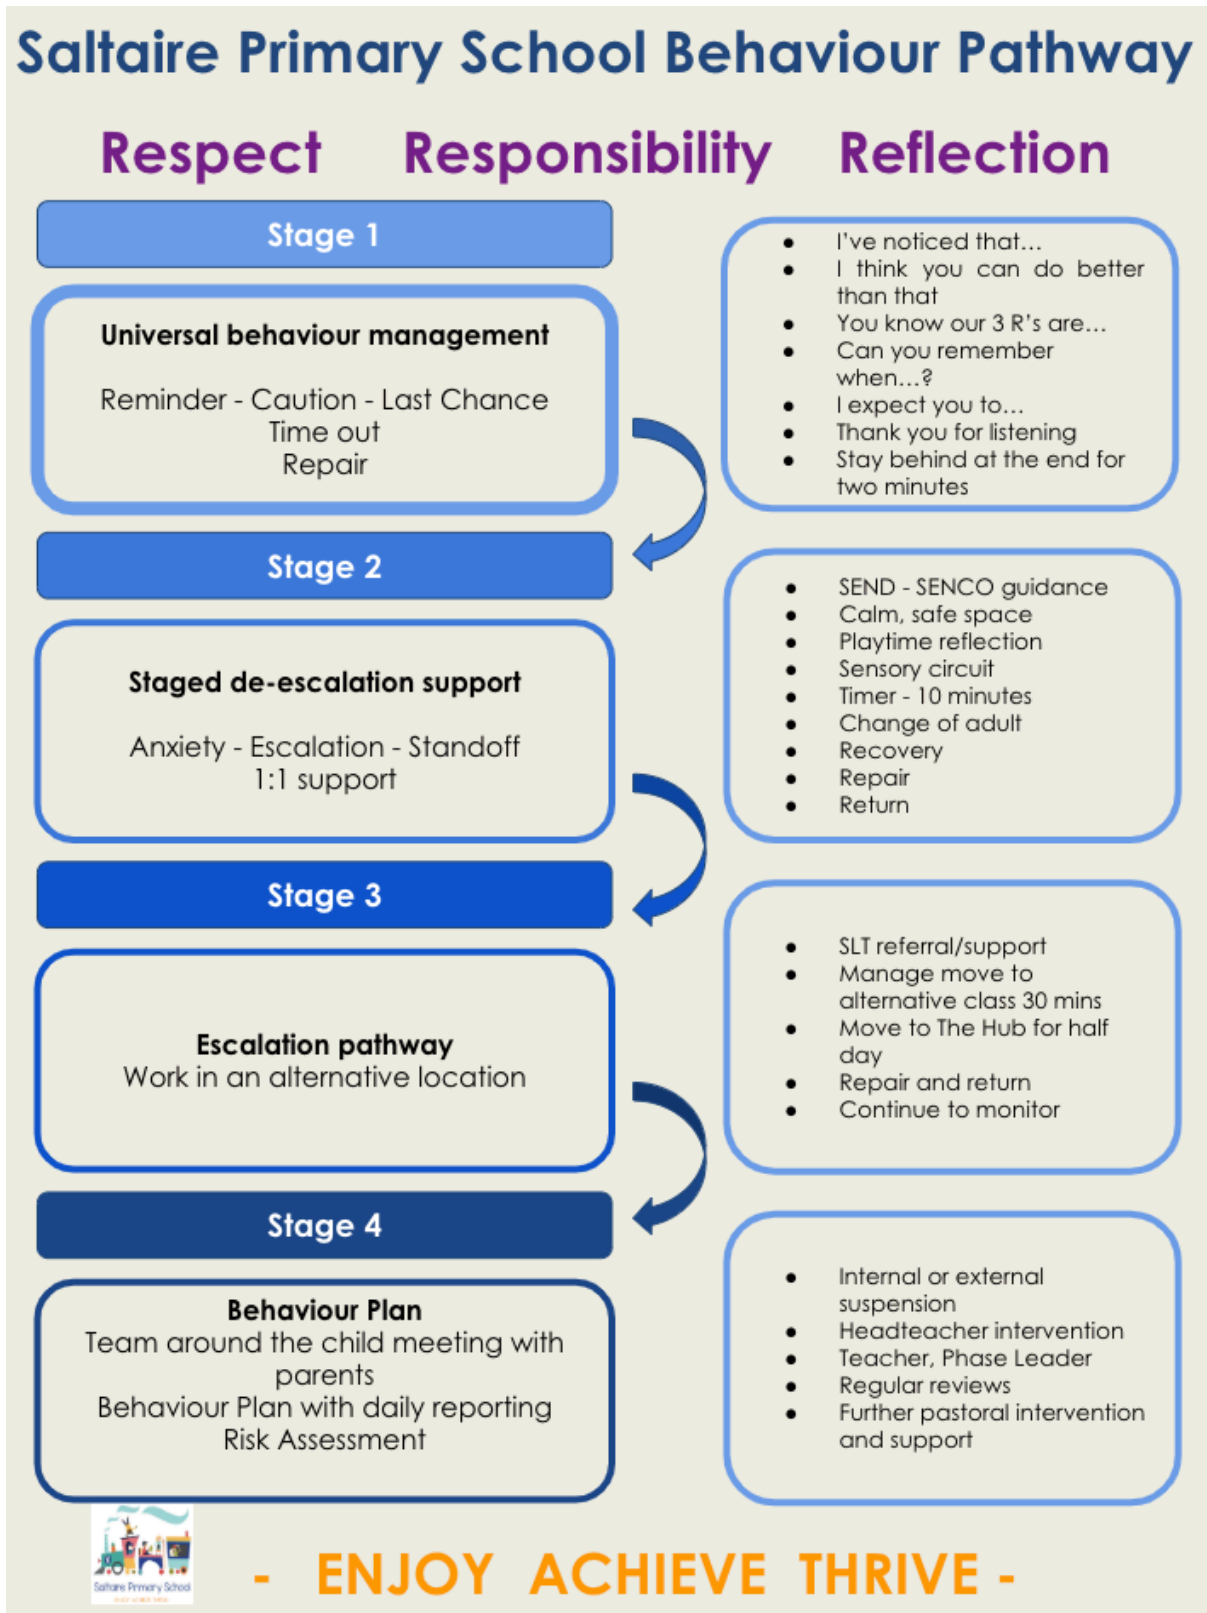 Saltaire Primary School Behaviour Pathway
Respect Responsibility Reflection
Stage 1
Universal behaviour management
Reminder - Caution - Last Chance
Time out
Repair
• I've noticed that...
• I think you can do better
than that
• You know our 3 R's are...
• Can you remember
when...?
• I expect you to...
• Thank you for listening
• Stay behind at the end for
two minutes
Stage 2
Staged de-escalation support
Anxiety - Escalation - Standoff
1:1 support
• SEND - SENCO guidance
• Calm, safe space
• Playtime reflection
• Sensory circuit
• Timer - 10 minutes
• Change of adult
• Recovery
• Repair
• Return
Stage 3
Escalation pathway
Work in an alternative location
• SLT referral/support
• Manage move to
alternative class 30 mins
• Move to The Hub for half
day
• Repair and return
• Continue to monitor
Stage 4
Behaviour Plan
Team around the child meeting with
parents
Behaviour Plan with daily reporting
Risk Assessment
• Internal or external
suspension
• Headteacher intervention
• Teacher, Phase Leader
• Regular reviews
• Further pastoral intervention
and support
Saltaire Primary School
ENJOY ACHIEVE THRIVE
- ENJOY ACHIEVE THRIVE -